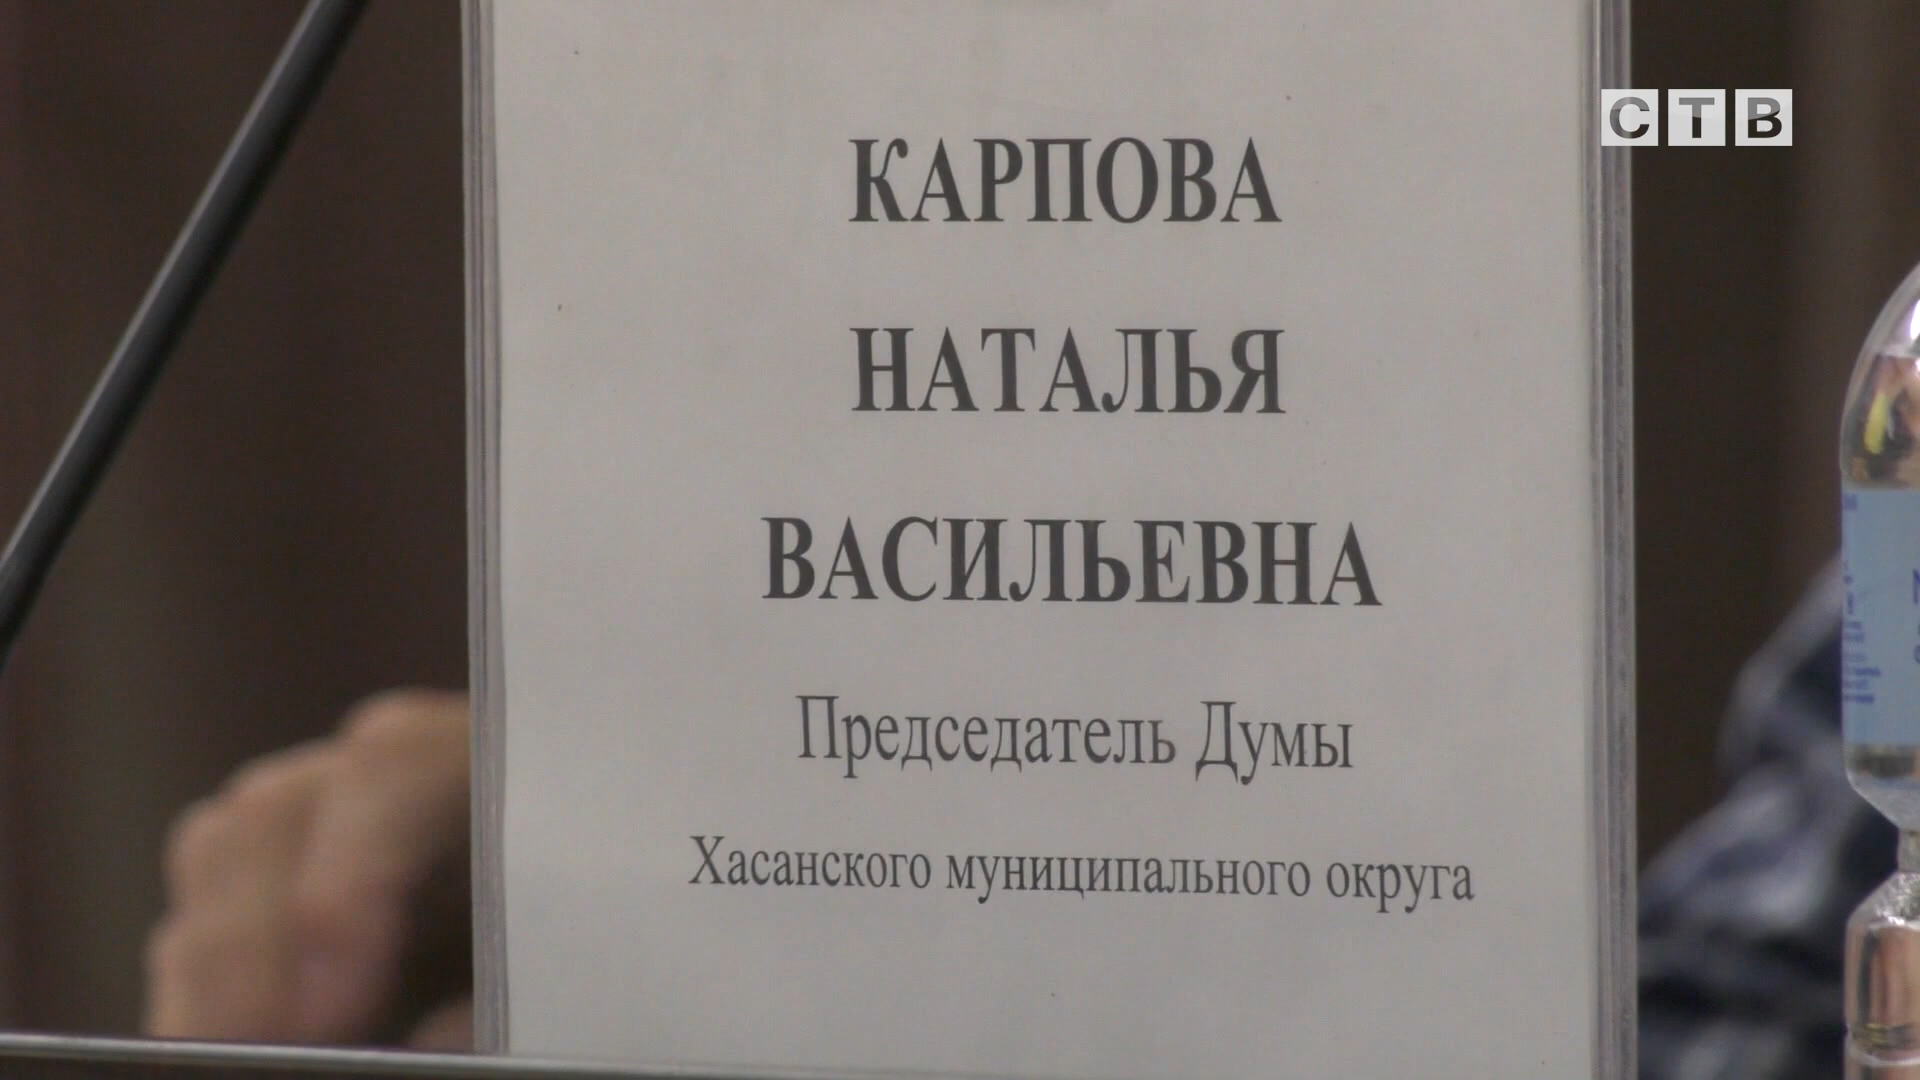 СТВ
КАРПОВА
НАТАЛЬЯ
ВАСИЛЬЕВНА
Председатель Думы
Хасанского муниципального округа